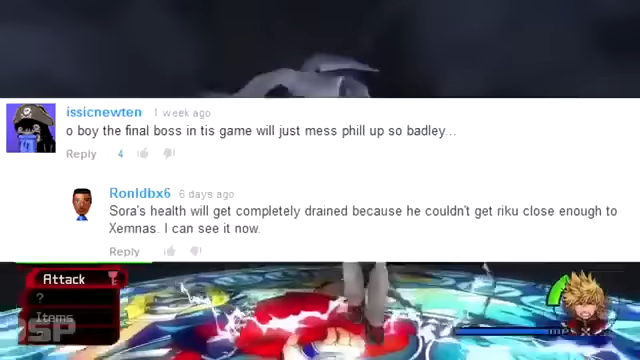 issicnewten 1 week ago
o boy the final boss in tis game will just mess phill up so badley...
Reply 4
Ronldbx6 6 days ago
Sora's health will get completely drained because he couldn't get riku close enough to
Xemnas. I can see it now.
Reply
Attack
?
Items
DSP